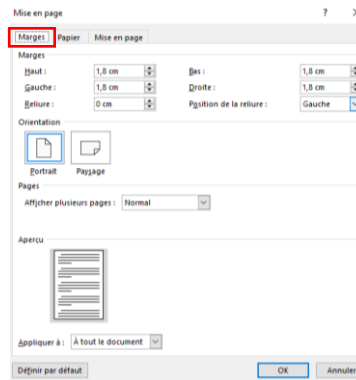 Mise en page ?
Marges Papier Mise en page
Marges
Haut : 1,8 cm Bas : 1,8 cm
Gauche : 1,8 cm Droite : 1,8 cm
Reliure : 0 cm Position de la reliure : Gauche
Orientation
Portrait Paysage
Pages
Afficher plusieurs pages : Normal
Aperçu
Appliquer à : À tout le document
Définir par défaut OK Annuler